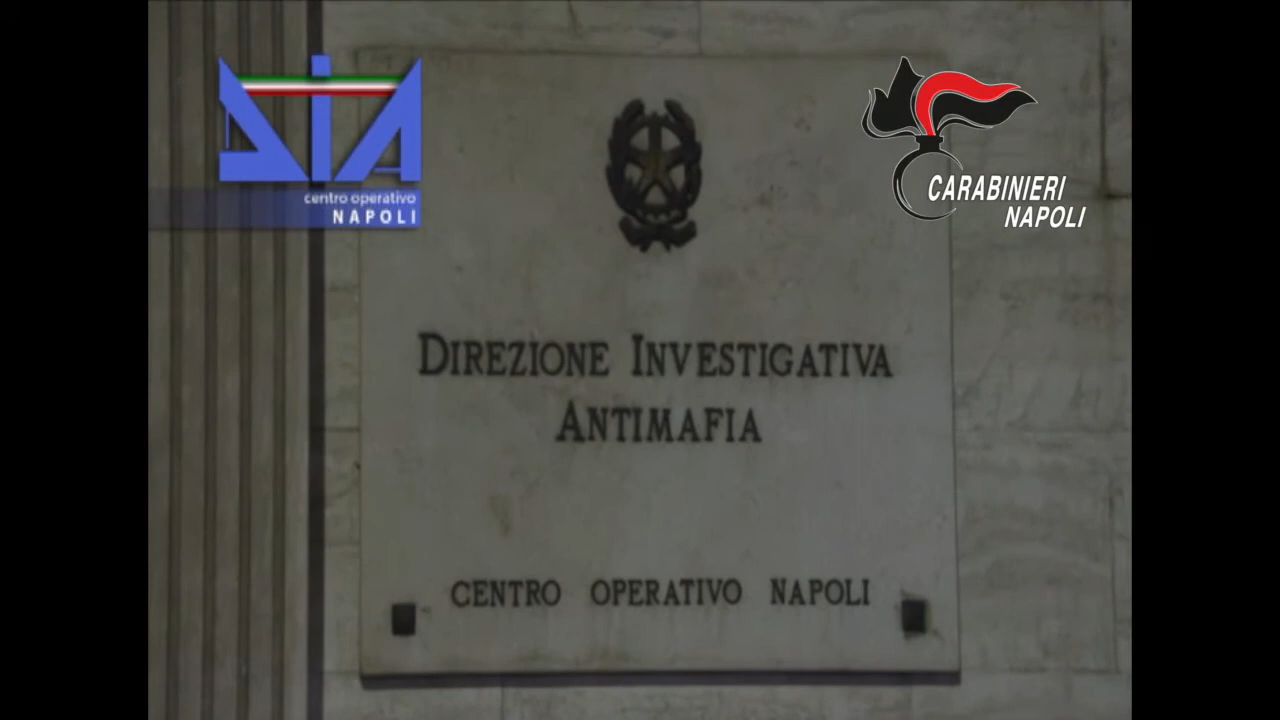 DIA
centro operativo
NAPOLI
CARABINIERI
NAPOLI
DIREZIONE INVESTIGATIVA
ANTIMAFIA
CENTRO OPERATIVO NAPOLI